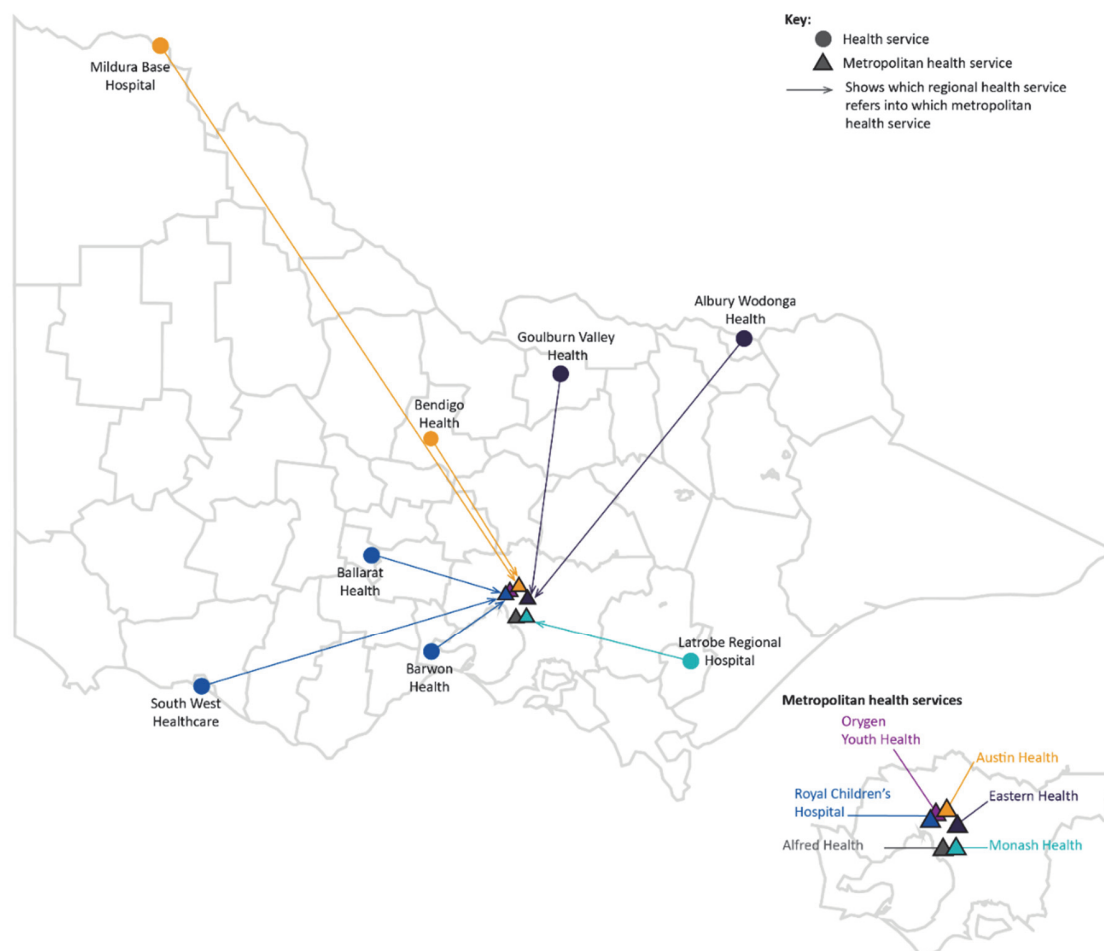 Key:
Health service
Metropolitan health service
Shows which regional health service
refers into which metropolitan
health service
Mildura Base
Hospital
Albury Wodonga
Health
Goulburn Valley
Health
Bendigo
Health
Ballarat
Health
Barwon
Health
South West
Healthcare
Latrobe Regional
Hospital
Metropolitan health services
Orygen
Youth Health
Austin Health
Royal Children's
Hospital
Eastern Health
Alfred Health
Monash Health